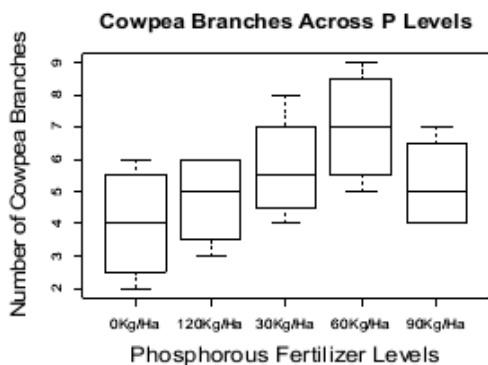 Cowpea Branches Across P Levels
Number of Cowpea Branches
9
8
7
6
5
4
3
2
0Kg/Ha 120Kg/Ha 30Kg/Ha 60Kg/Ha 90Kg/Ha
Phosphorous Fertilizer Levels